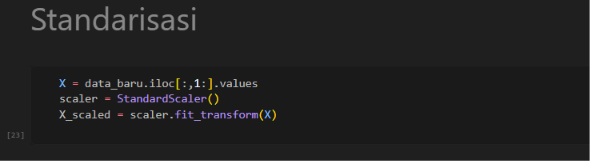 Standarisasi
X = data_baru.iloc[:,1:].values
scaler = StandardScaler()
X_scaled = scaler.fit_transform(X)
[23]